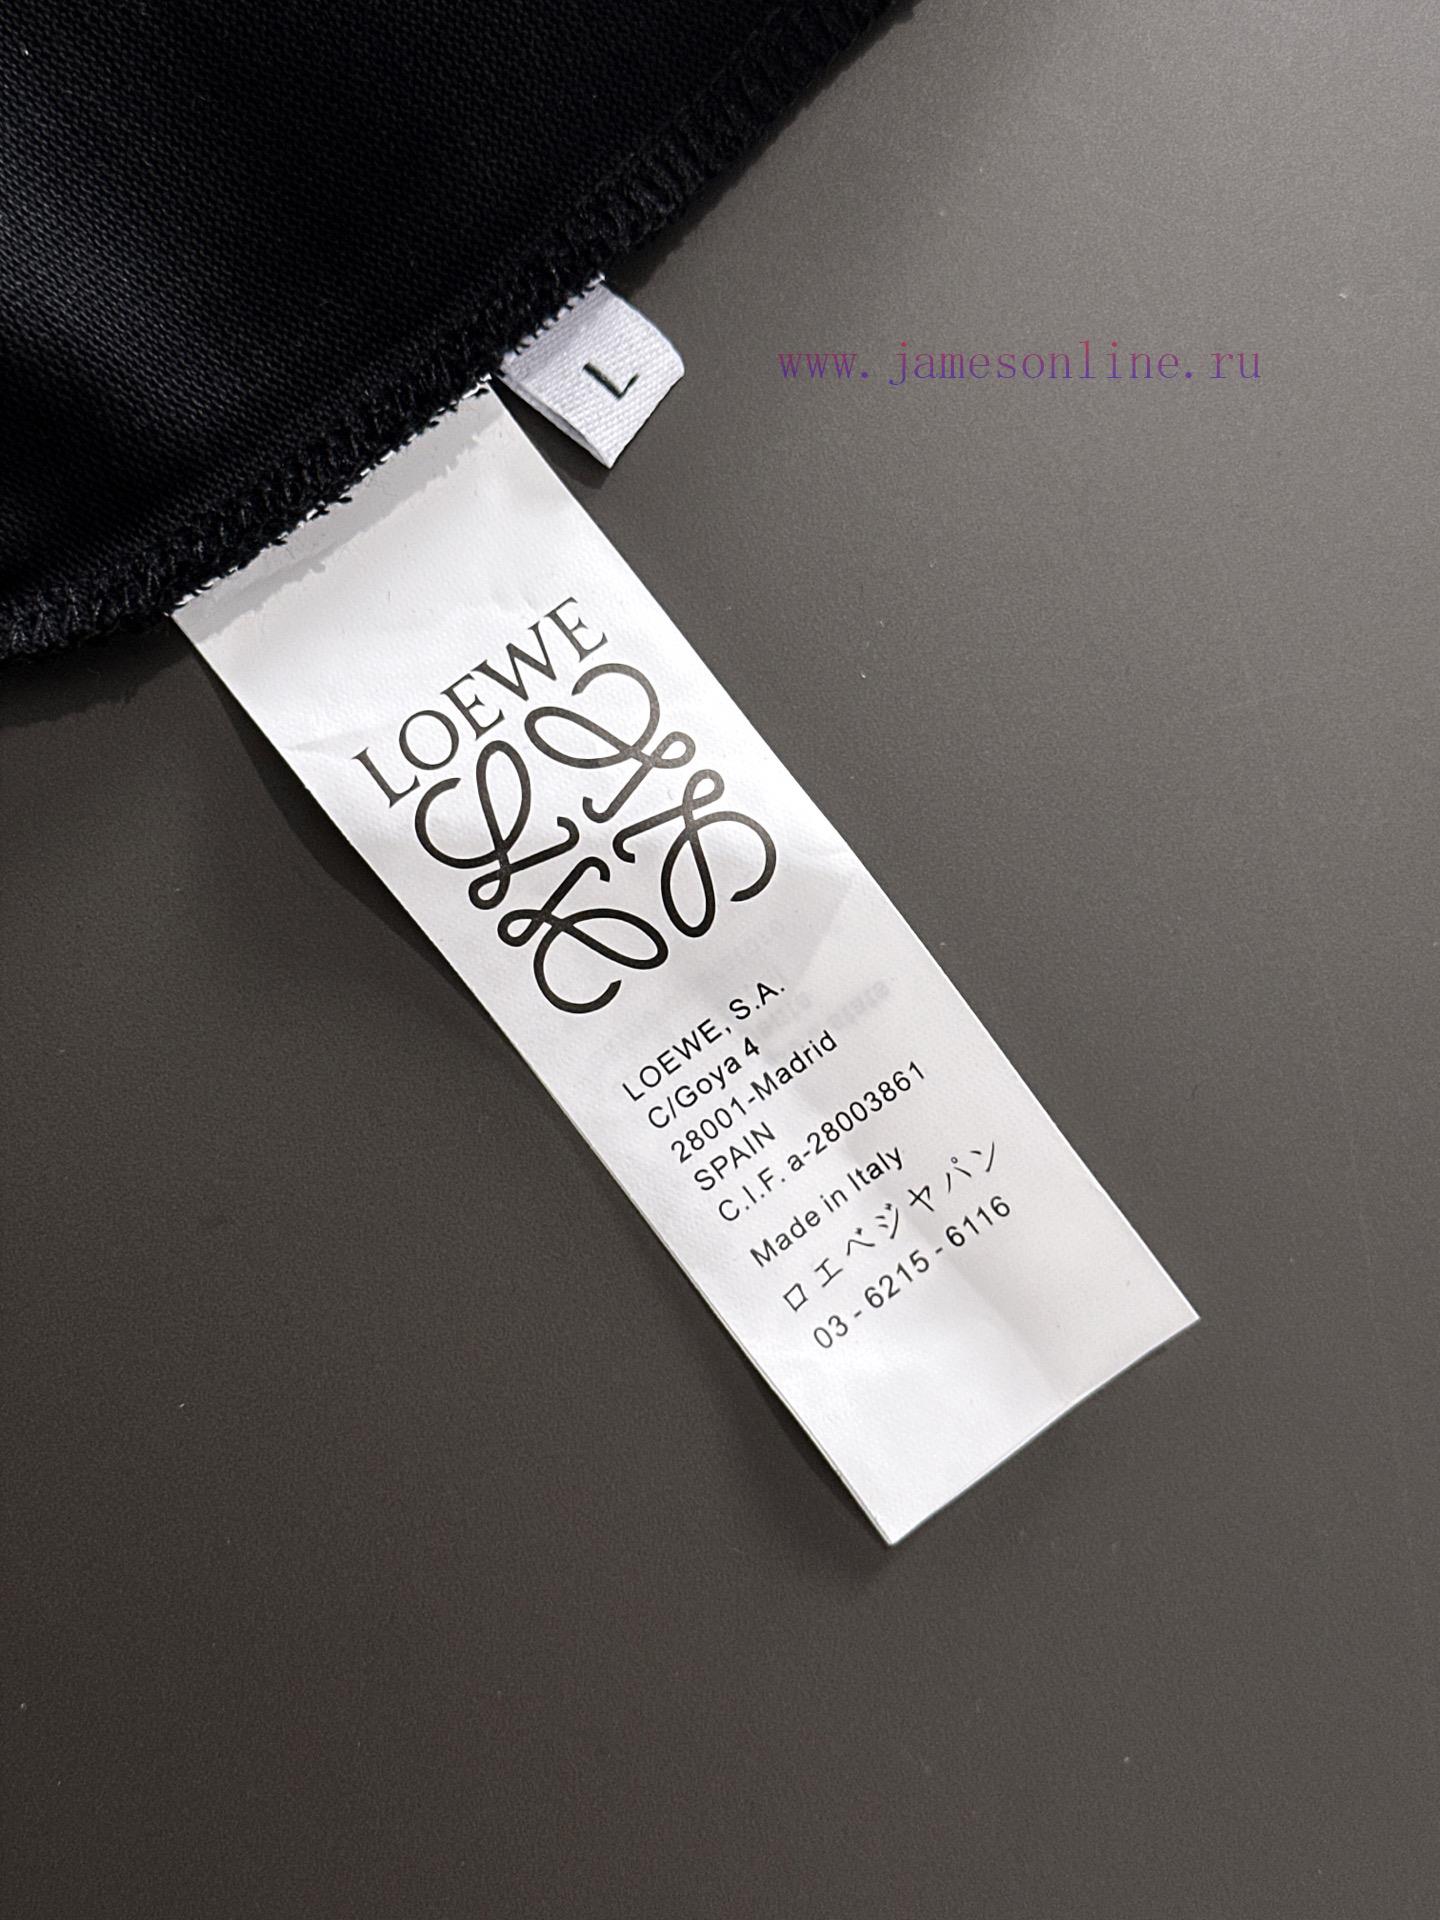 www.jamesonline.ru
L
LOEWE
LOEWE, S.A.
C/Goya 4
28001-Madrid
SPAIN
C.I.F. a-28003861
Made in Italy
ロエベジャパン
03 - 6215 - 6116